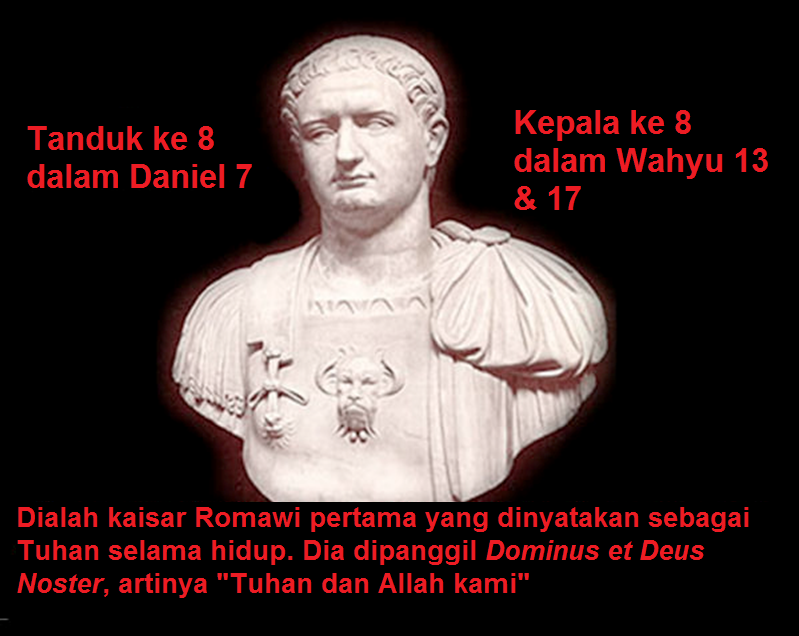 Tanduk ke 8
dalam Daniel 7
Kepala ke 8
dalam Wahyu 13
& 17
Dialah kaisar Romawi pertama yang dinyatakan sebagai
Tuhan selama hidup. Dia dipanggil Dominus et Deus
Noster, artinya "Tuhan dan Allah kami"